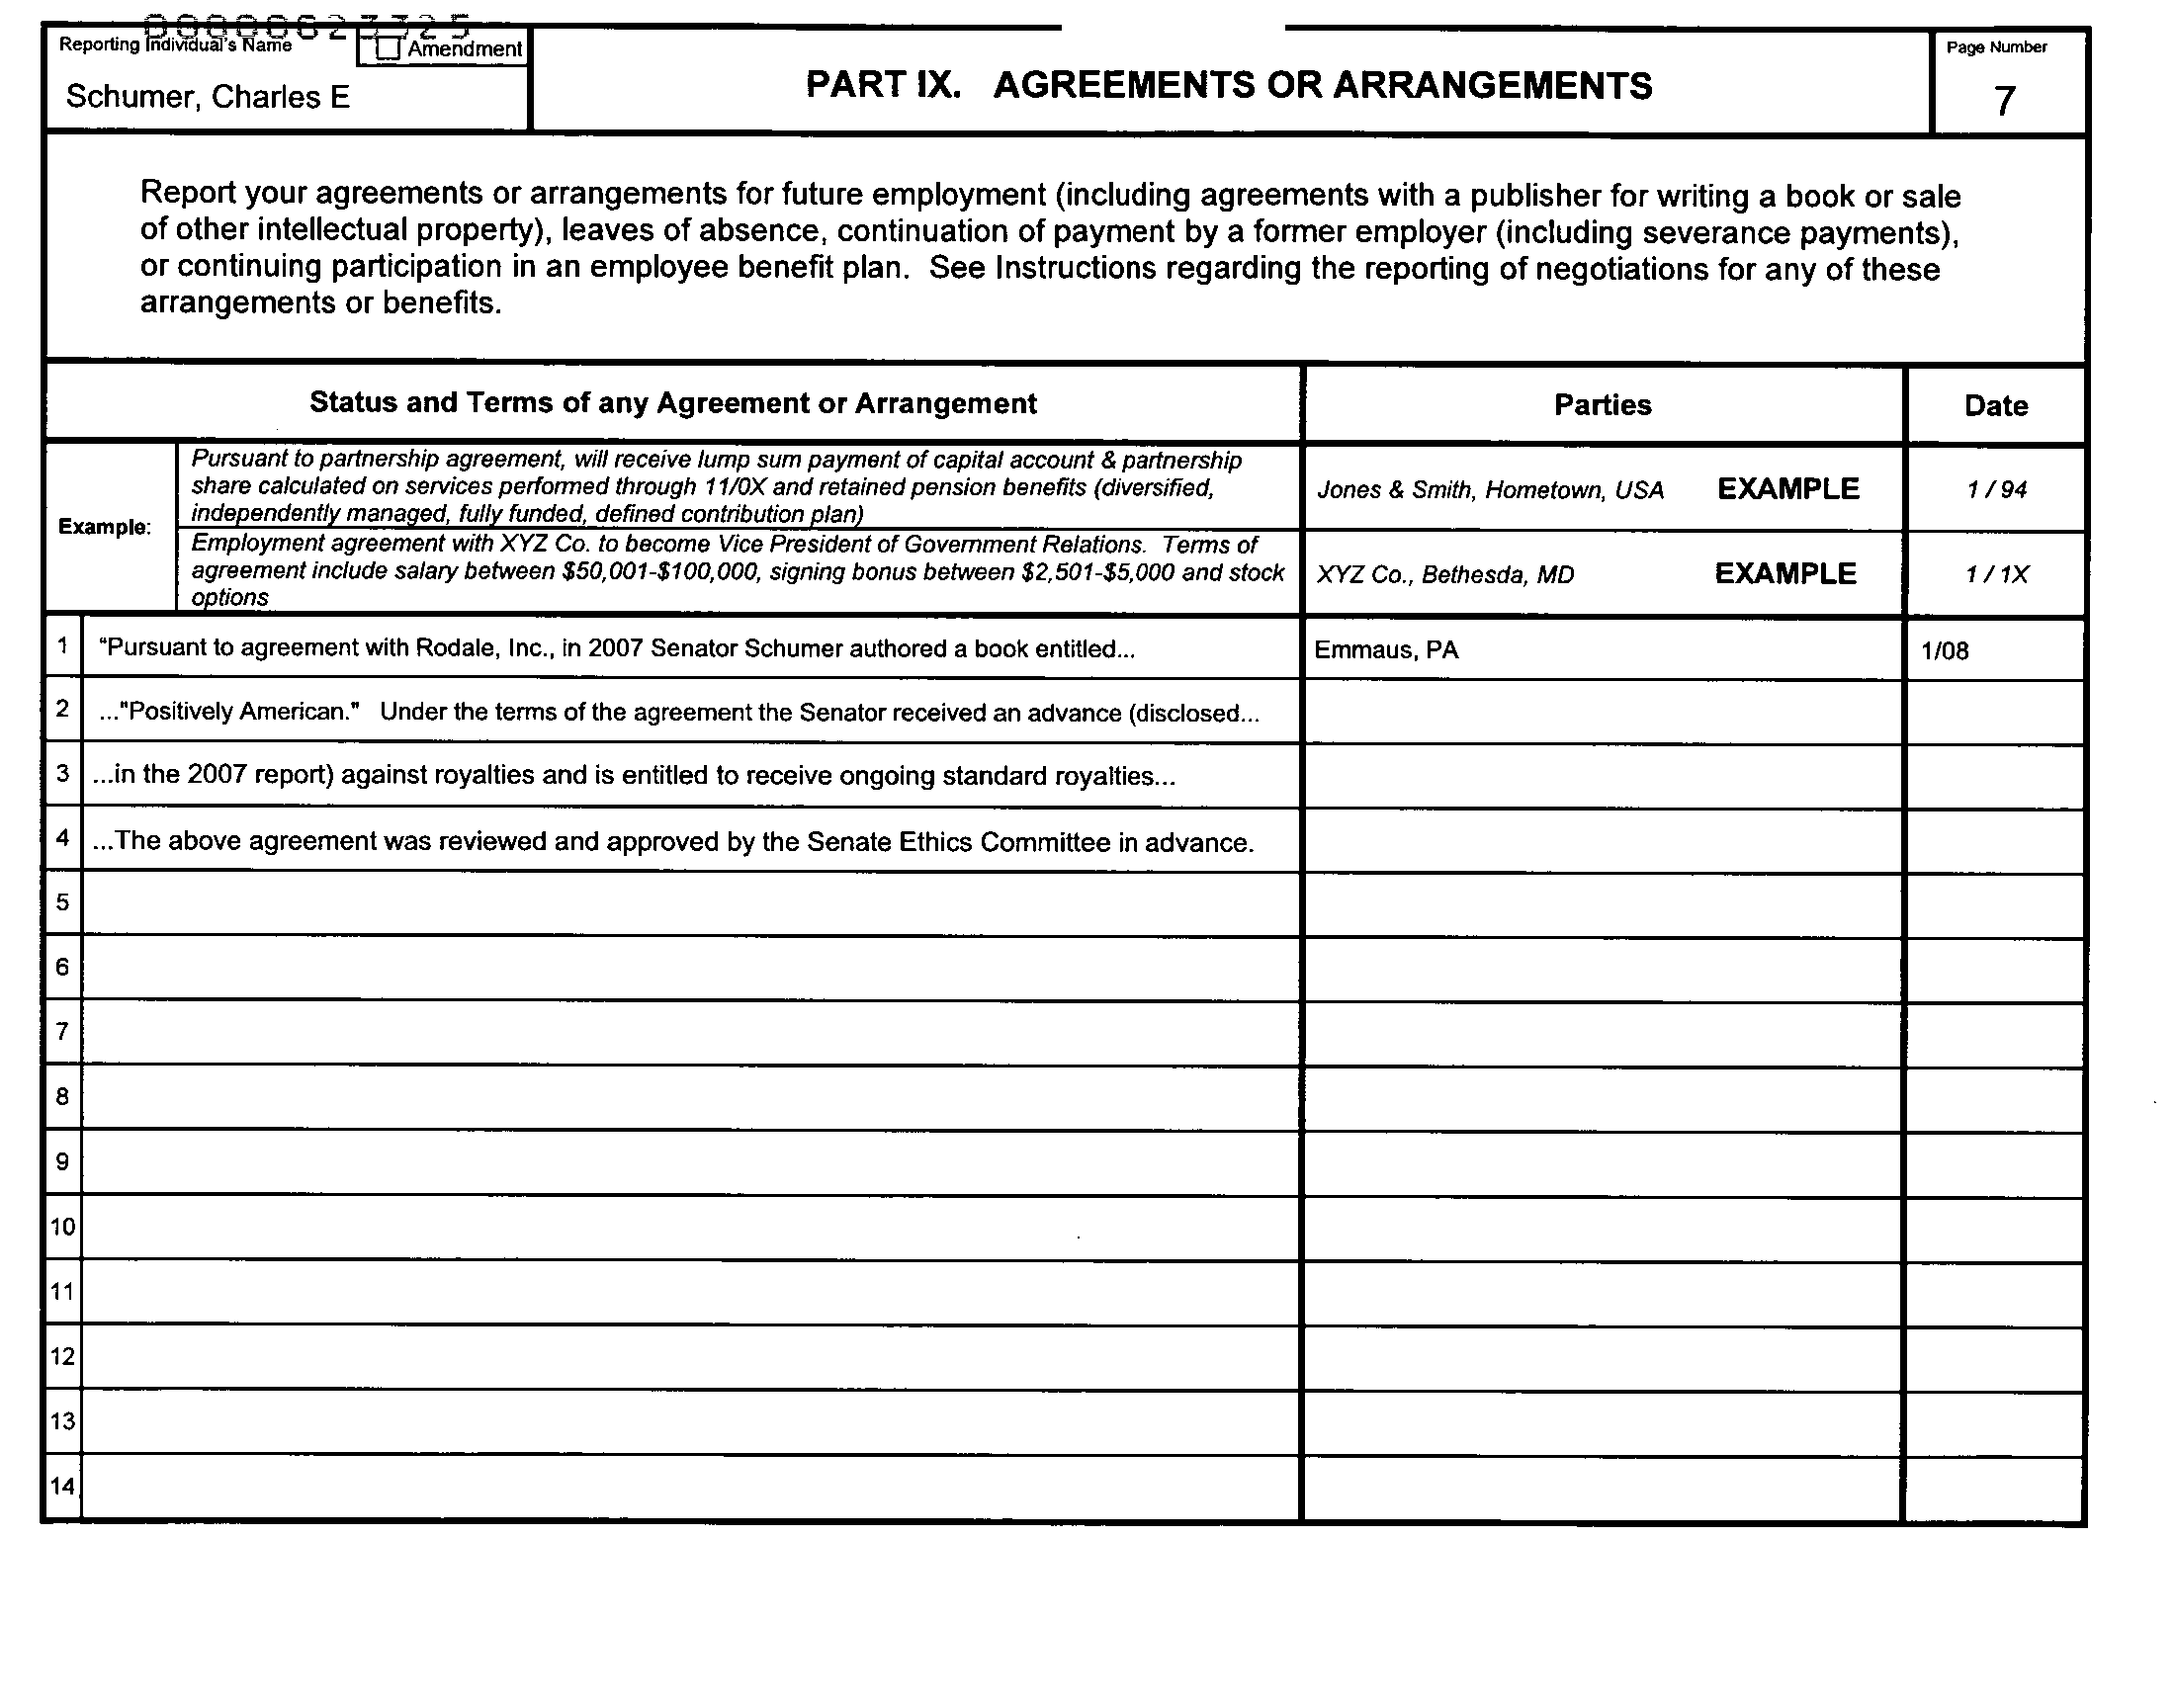 Reporting Individual's Name
Amendment
Page Number
Schumer, Charles E
PART IX. AGREEMENTS OR ARRANGEMENTS
7
Report your agreements or arrangements for future employment (including agreements with a publisher for writing a book or sale
of other intellectual property), leaves of absence, continuation of payment by a former employer (including severance payments),
or continuing participation in an employee benefit plan. See Instructions regarding the reporting of negotiations for any of these
arrangements or benefits.
Status and Terms of any Agreement or Arrangement Parties Date
Example:
Pursuant to partnership agreement, will receive lump sum payment of capital account & partnership
share calculated on services performed through 11/0X and retained pension benefits (diversified,
independently managed, fully funded, defined contribution plan)
Jones & Smith, Hometown, USA EXAMPLE 1 / 94
Employment agreement with XYZ Co. to become Vice President of Government Relations. Terms of
agreement include salary between $50,001-$100,000, signing bonus between $2,501-$5,000 and stock
options
XYZ Co., Bethesda, MD EXAMPLE 1 / 1X
1 "Pursuant to agreement with Rodale, Inc., in 2007 Senator Schumer authored a book entitled... Emmaus, PA 1/08
2 ..."Positively American." Under the terms of the agreement the Senator received an advance (disclosed...
3 ...in the 2007 report) against royalties and is entitled to receive ongoing standard royalties...
4 ...The above agreement was reviewed and approved by the Senate Ethics Committee in advance.
5
6
7
8
9
10
11
12
13
14